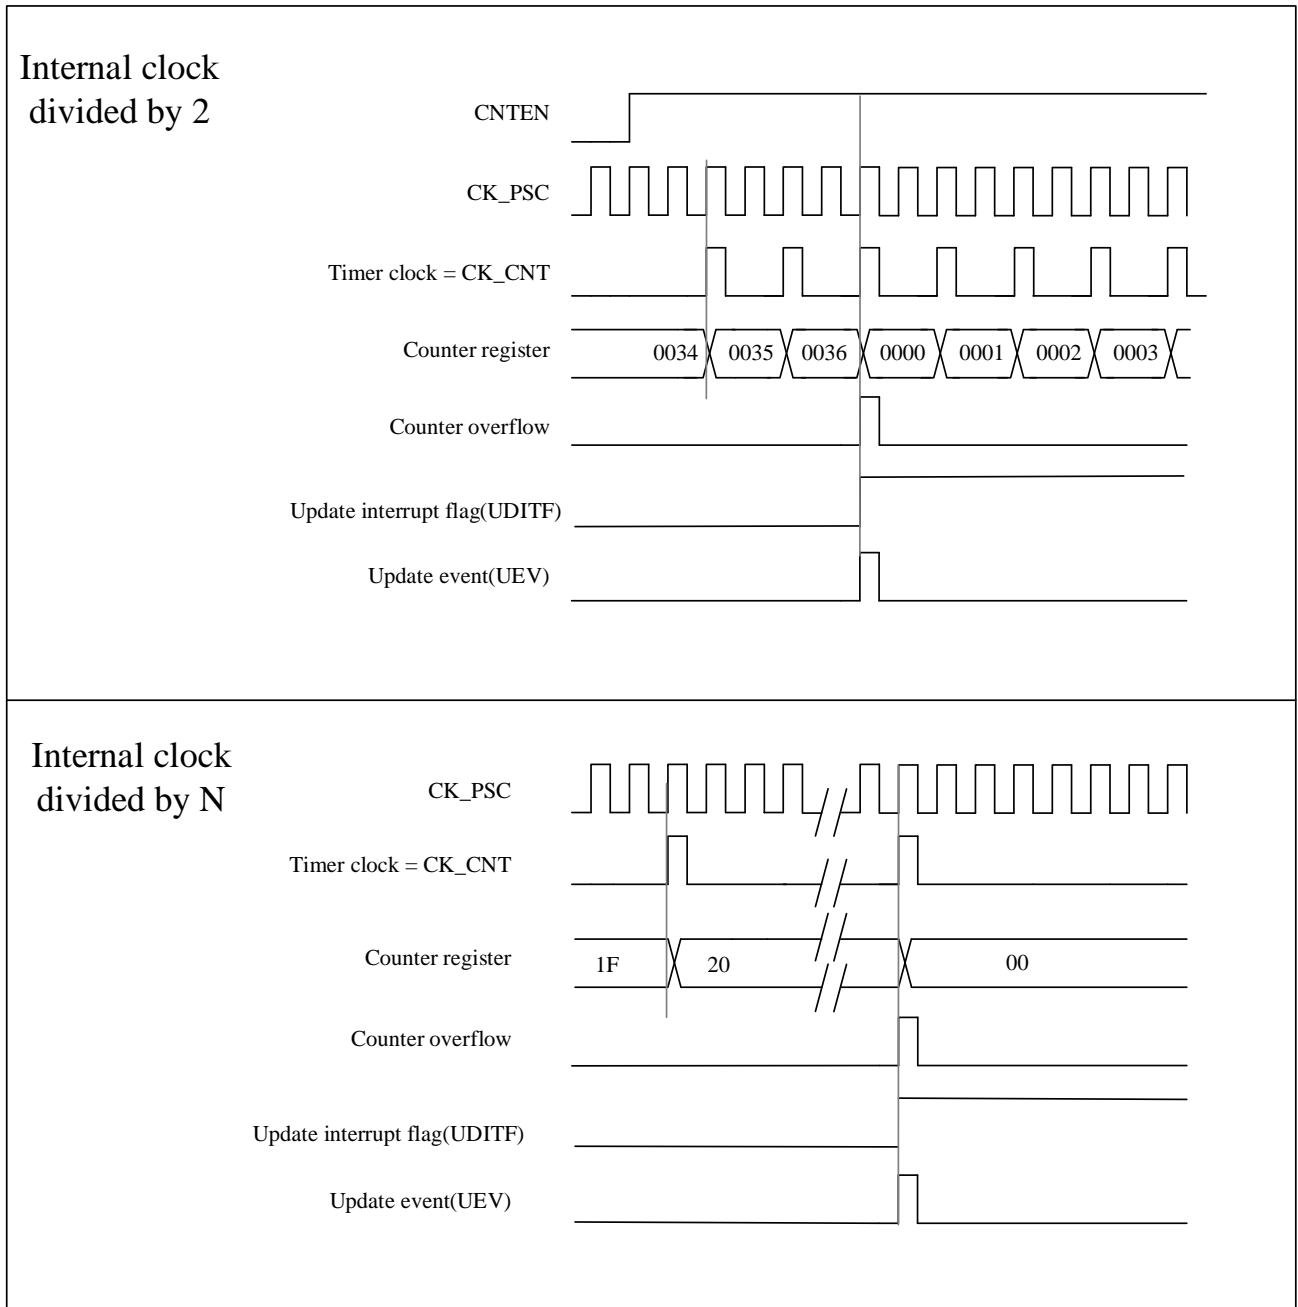 Internal clock
divided by 2
CNTEN
CK_PSC
Timer clock = CK_CNT
Counter register
0034 0035 0036 0000 0001 0002 0003
Counter overflow
Update interrupt flag(UDITF)
Update event(UEV)
Internal clock
divided by N
CK_PSC
Timer clock = CK_CNT
Counter register
1F 20 00
Counter overflow
Update interrupt flag(UDITF)
Update event(UEV)